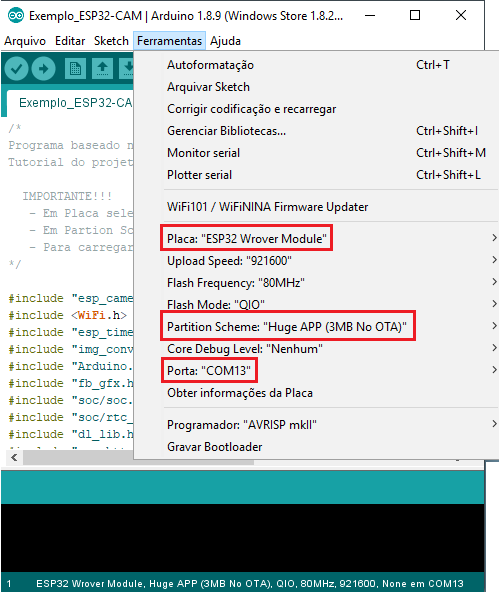 Exemplo_ESP32-CAM | Arduino 1.8.9 (Windows Store 1.8.2...
Arquivo Editar Sketch Ferramentas Ajuda
Exemplo_ESP32-CA
Autoformatação Ctrl+T
Arquivar Sketch
Corrigir codificação e recarregar
Gerenciar Bibliotecas... Ctrl+Shift+I
Monitor serial Ctrl+Shift+M
Plotter serial Ctrl+Shift+L
WiFi101 / WiFiNINA Firmware Updater
Placa: "ESP32 Wrover Module"
Upload Speed: "921600"
Flash Frequency: "80MHz"
Flash Mode: "QIO"
Partition Scheme: "Huge APP (3MB No OTA)"
Core Debug Level: "Nenhum"
Porta: "COM13"
Obter informações da Placa
Programador: "AVRISP mkII"
Gravar Bootloader
/*
Programa baseado n
Tutorial do projet
IMPORTANTE!!!
- Em Placa sele
- Em Partion Sc
- Para carregar
*/
#include "esp_came
#include <WiFi.h>
#include "esp_time
#include "img_conv
#include "Arduino.
#include "fb_gfx.h
#include "soc/soc.
#include "soc/rtc_
#include "dl_lib.h
#include
1 ESP32 Wrover Module, Huge APP (3MB No OTA), QIO, 80MHz, 921600, None em COM13